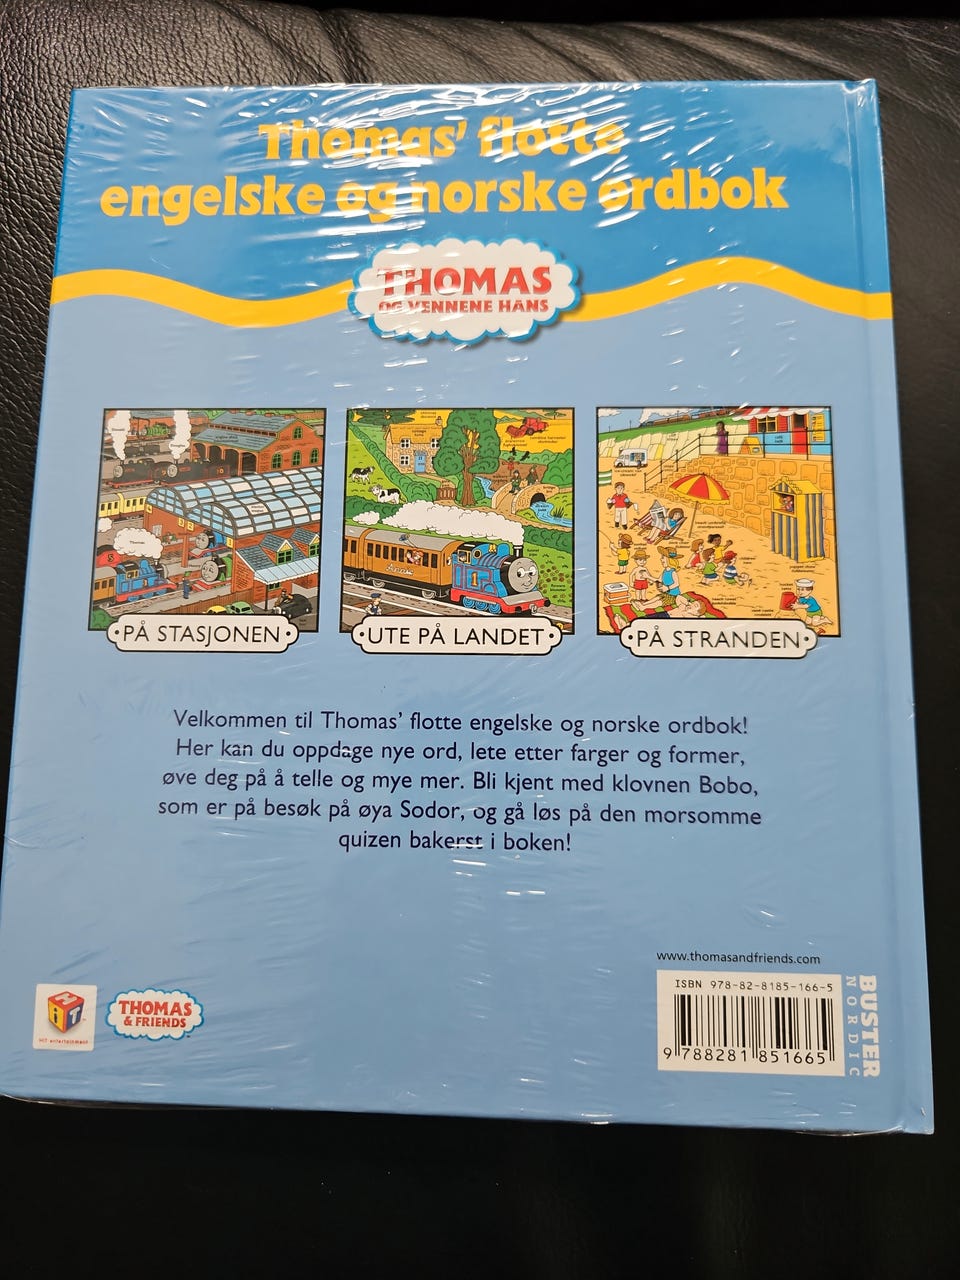 Thomas' flotte
engelske og norske ordbok
THOMAS
OG VENNENE HANS
PÅ STASJONEN
UTE PÅ LANDET
PÅ STRANDEN
Velkommen til Thomas' flotte engelske og norske ordbok!
Her kan du oppdage nye ord, lete etter farger og former,
øve deg på å telle og mye mer. Bli kjent med klovnen Bobo,
som er på besøk på øya Sodor, og gå løs på den morsomme
quizen bakerst i boken!
www.thomasandfriends.com
HiT
HIT entertainment
THOMAS
& FRIENDS
ISBN 978-82-8185-166-5
9 788281 851665
BUSTER
NORDIC